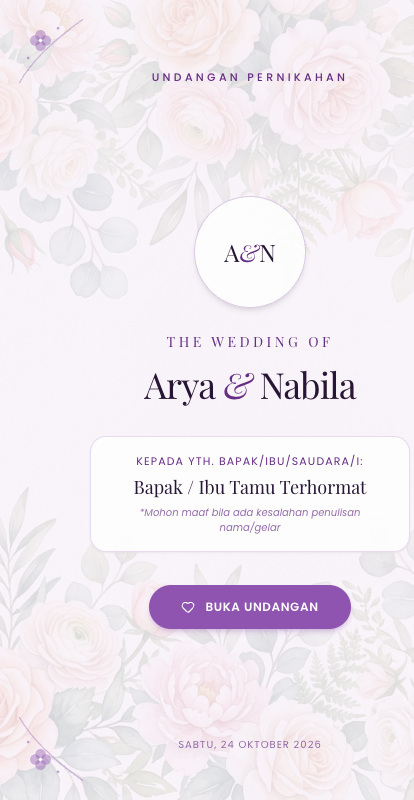 UNDANGAN PERNIKAHAN
A&N
THE WEDDING OF
Arya & Nabila
KEPADA YTH. BAPAK/IBU/SAUDARA/I:
Bapak / Ibu Tamu Terhormat
*Mohon maaf bila ada kesalahan penulisan
nama/gelar
BUKA UNDANGAN
SABTU, 24 OKTOBER 2026